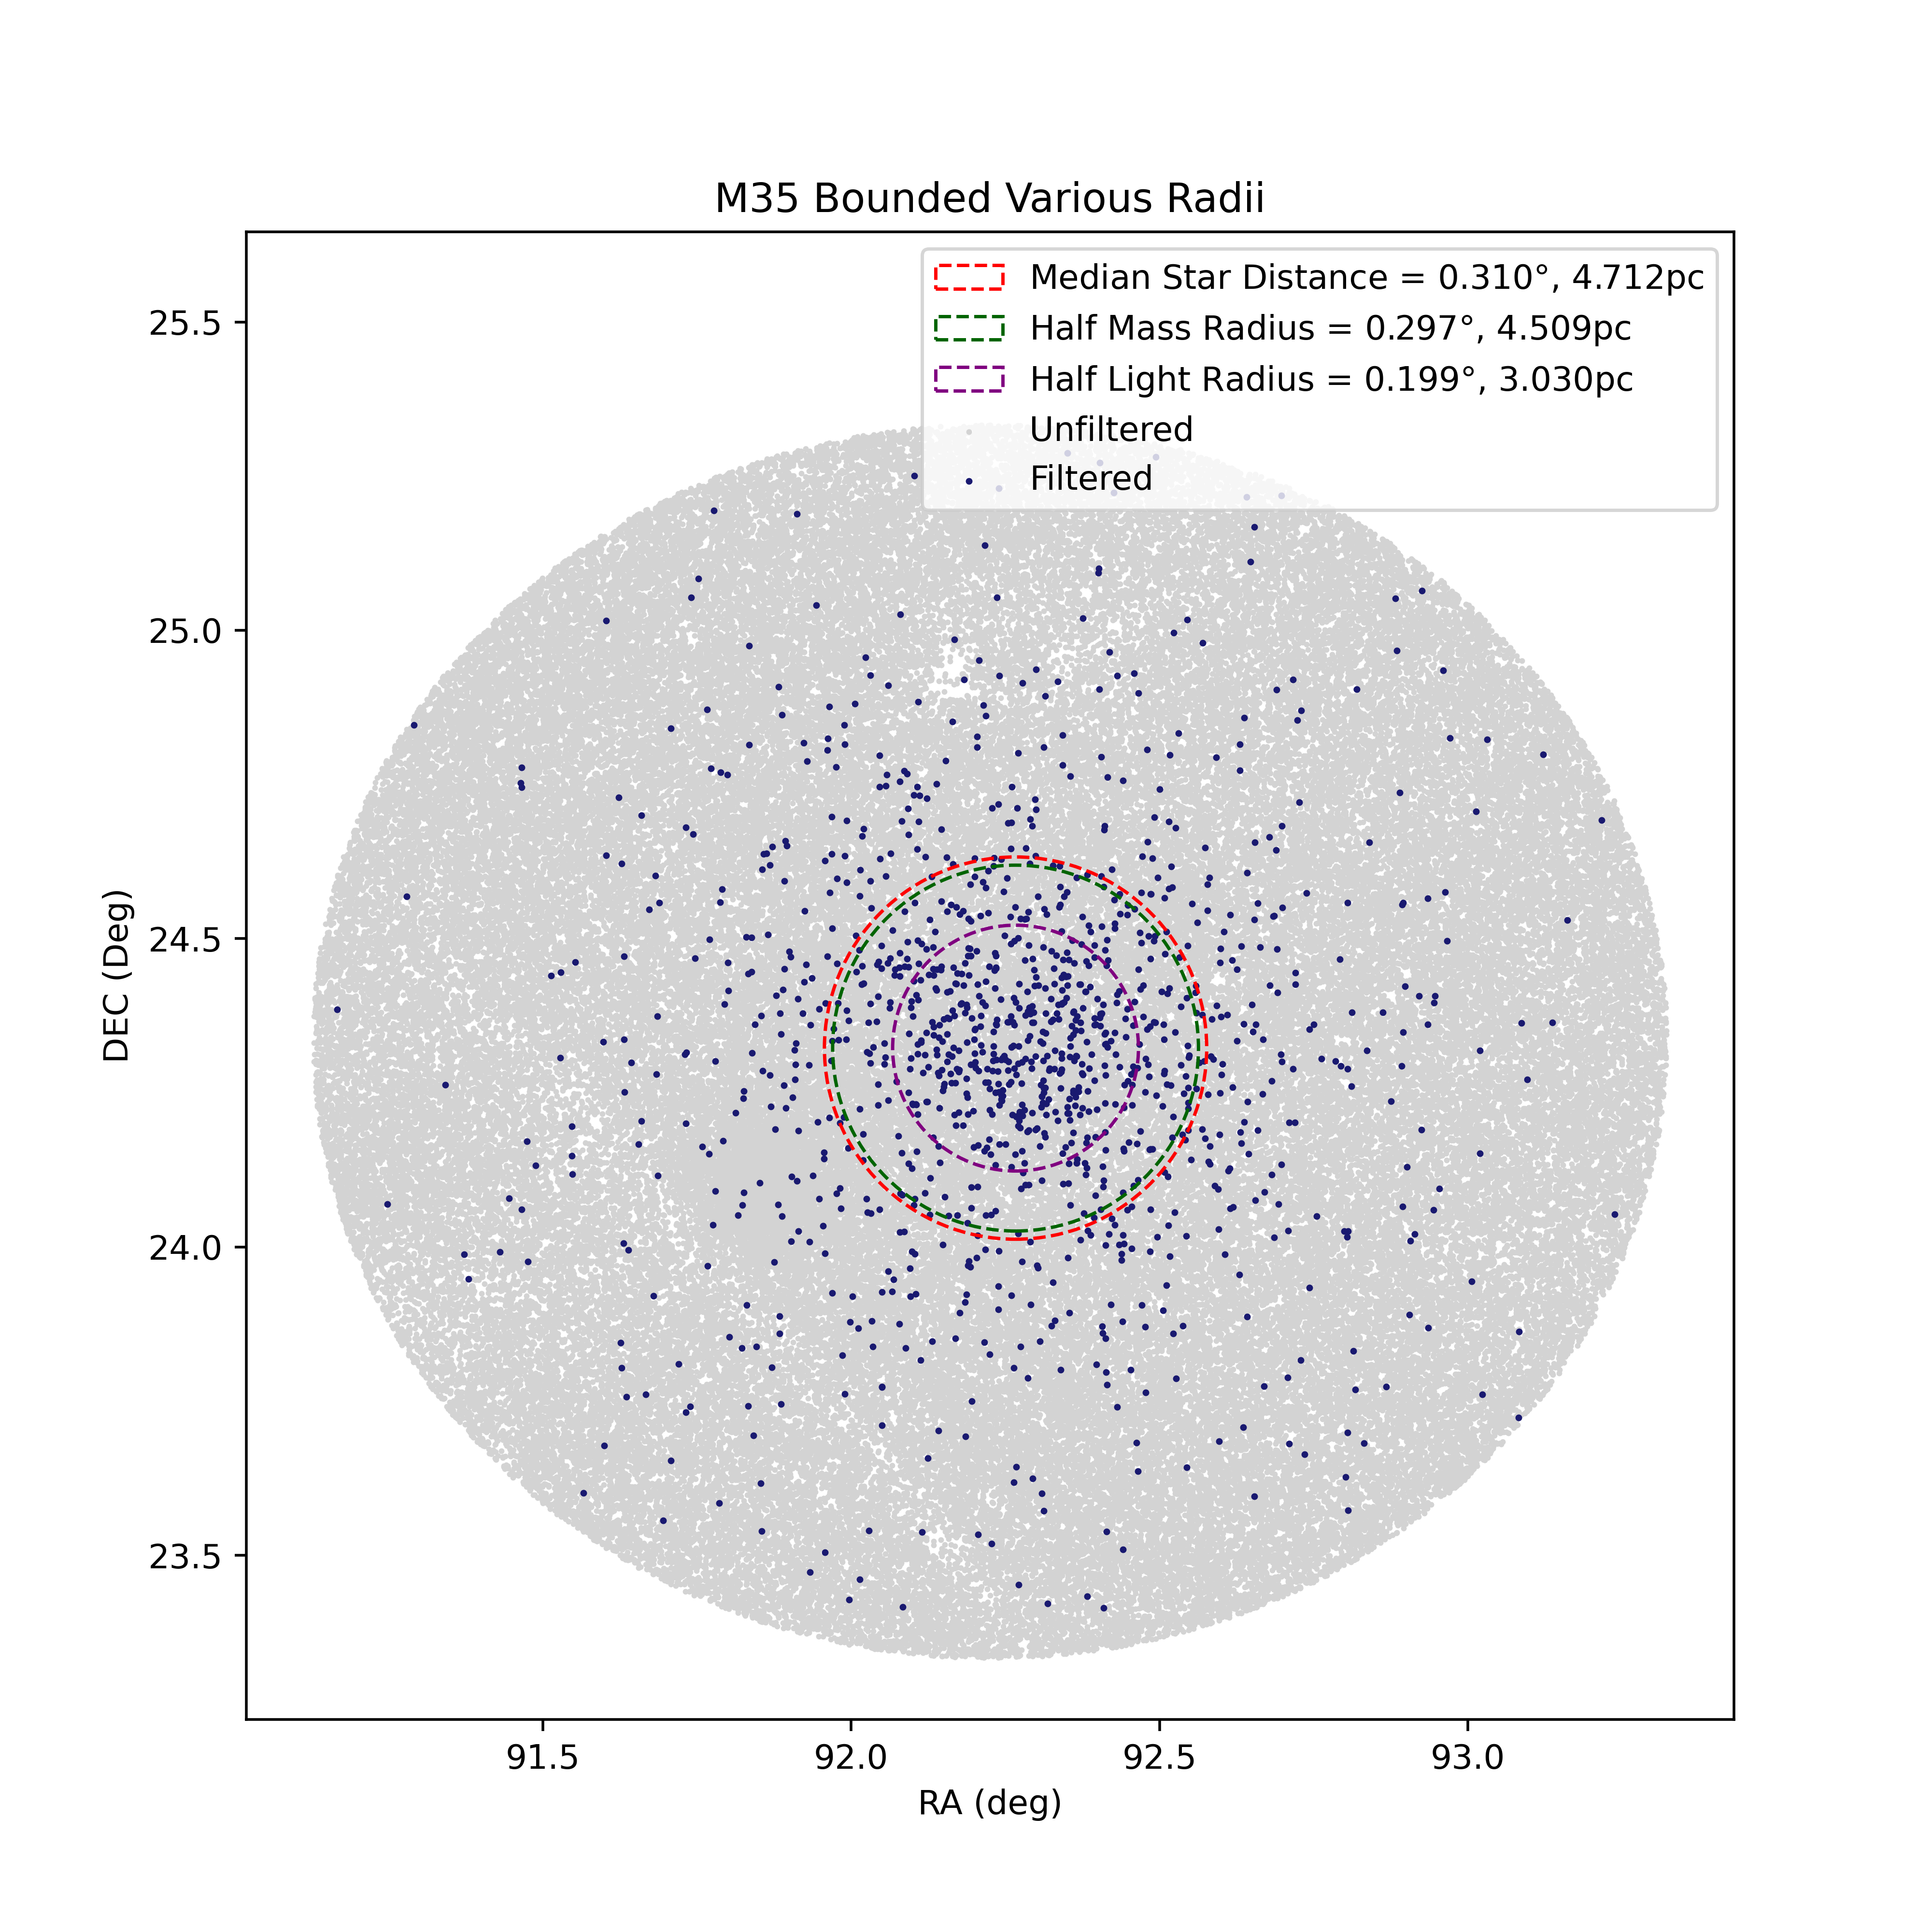 M35 Bounded Various Radii
Median Star Distance = 0.310°, 4.712pc
Half Mass Radius = 0.297°, 4.509pc
Half Light Radius = 0.199°, 3.030pc
Unfiltered
Filtered
25.5
25.0
24.5
24.0
23.5
DEC (Deg)
91.5 92.0 92.5 93.0
RA (deg)